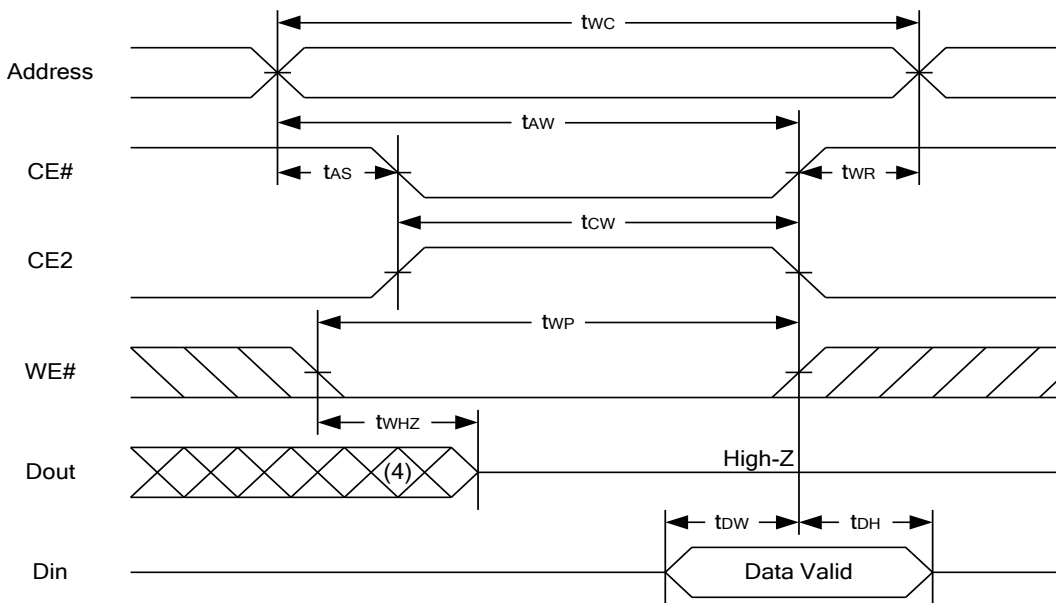 tWC
Address
tAW
CE#
tAS
tWR
tCW
CE2
tWP
WE#
tWHZ
Dout
(4)
High-Z
tDW
tDH
Din
Data Valid